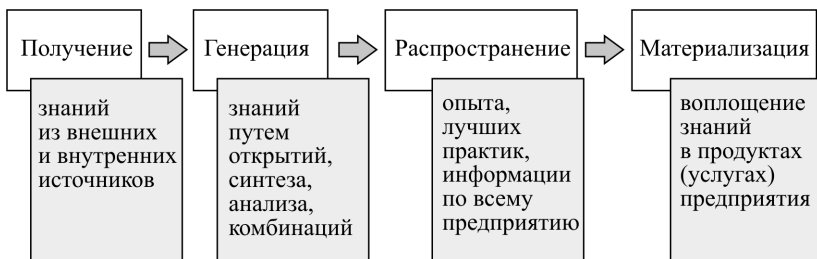 Получение
знаний
из внешних
и внутренних
источников
Генерация
знаний
путем
открытий,
синтеза,
анализа,
комбинаций
Распространение
опыта,
лучших
практик,
информации
по всему
предприятию
Материализация
воплощение
знаний
в продуктах
(услугах)
предприятия